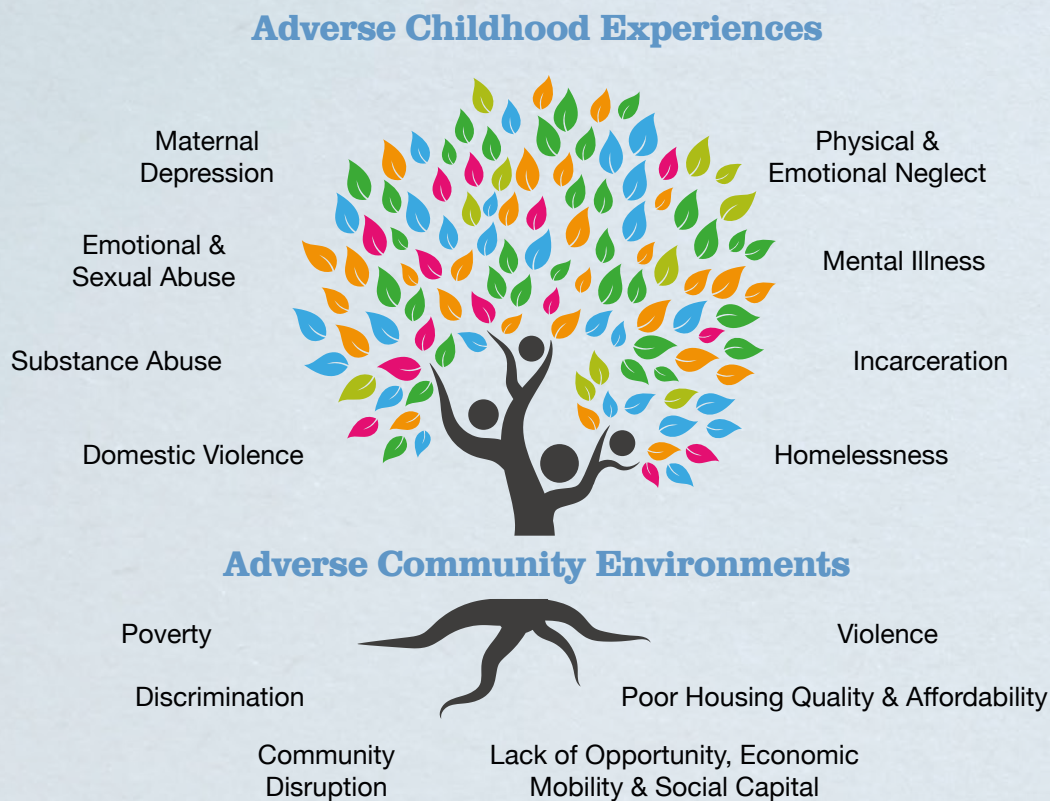 Adverse Childhood Experiences
Maternal
Depression
Physical &
Emotional Neglect
Emotional &
Sexual Abuse
Mental Illness
Substance Abuse
Incarceration
Domestic Violence
Homelessness
Adverse Community Environments
Poverty
Violence
Discrimination
Poor Housing Quality & Affordability
Community
Disruption
Lack of Opportunity, Economic
Mobility & Social Capital